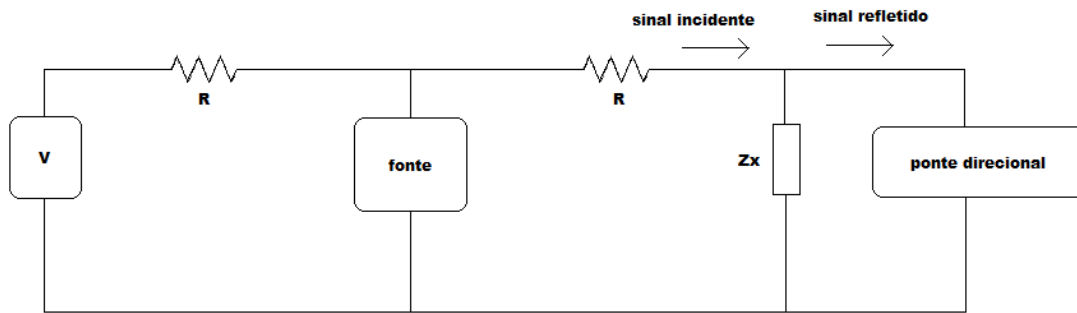 sinal incidente
sinal refletido
R
R
V
fonte
Zx
ponte direcional